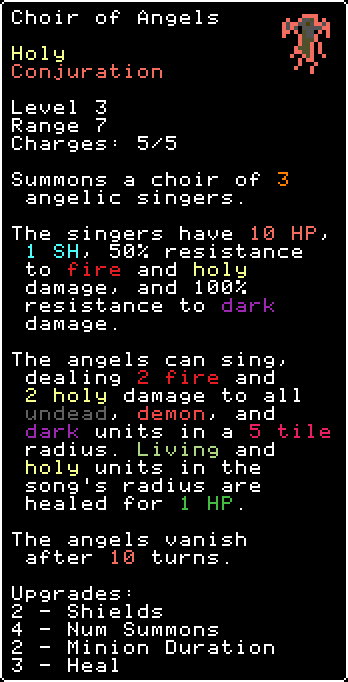 Choir of Angels
Holy
Conjuration
Level 3
Range 7
Charges: 5/5
Summons a choir of 3
angelic singers.
The singers have 10 HP,
1 SH, 50% resistance
to fire and holy
damage, and 100%
resistance to dark
damage.
The angels can sing,
dealing 2 fire and
2 holy damage to all
undead, demon, and
dark units in a 5 tile
radius. Living and
holy units in the
song's radius are
healed for 1 HP.
The angels vanish
after 10 turns.
Upgrades:
2 - Shields
4 - Num Summons
2 - Minion Duration
3 - Heal